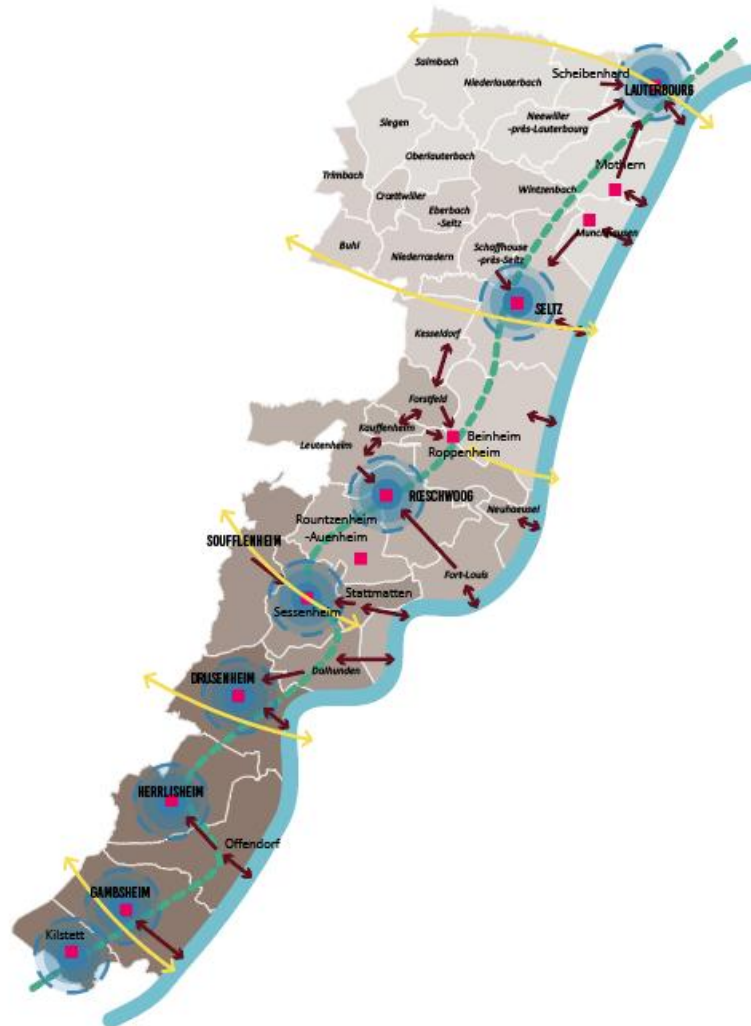 Salmbach
Niederlauterbach
Scheibenhard
LAUTERBOURG
Siegen
Neewiller
-près-Lauterbourg
Oberlauterbach
Mothern
Trimbach
Crœttwiller
Wintzenbach
Eberbach
-Seltz
Munchhausen
Buhl
Niederrœdern
Schaffhouse
-près-Seltz
SELTZ
Kesseldorf
Forstfeld
Kauffenheim
Beinheim
Leutenheim
Roppenheim
RŒSCHWOOG
Neuhaeusel
Rountzenheim
-Auenheim
SOUFFLENHEIM
Fort-Louis
Stattmatten
Sessenheim
Dalhunden
DRUSENHEIM
HERRLISHEIM
Offendorf
GAMBSHEIM
Kilstett